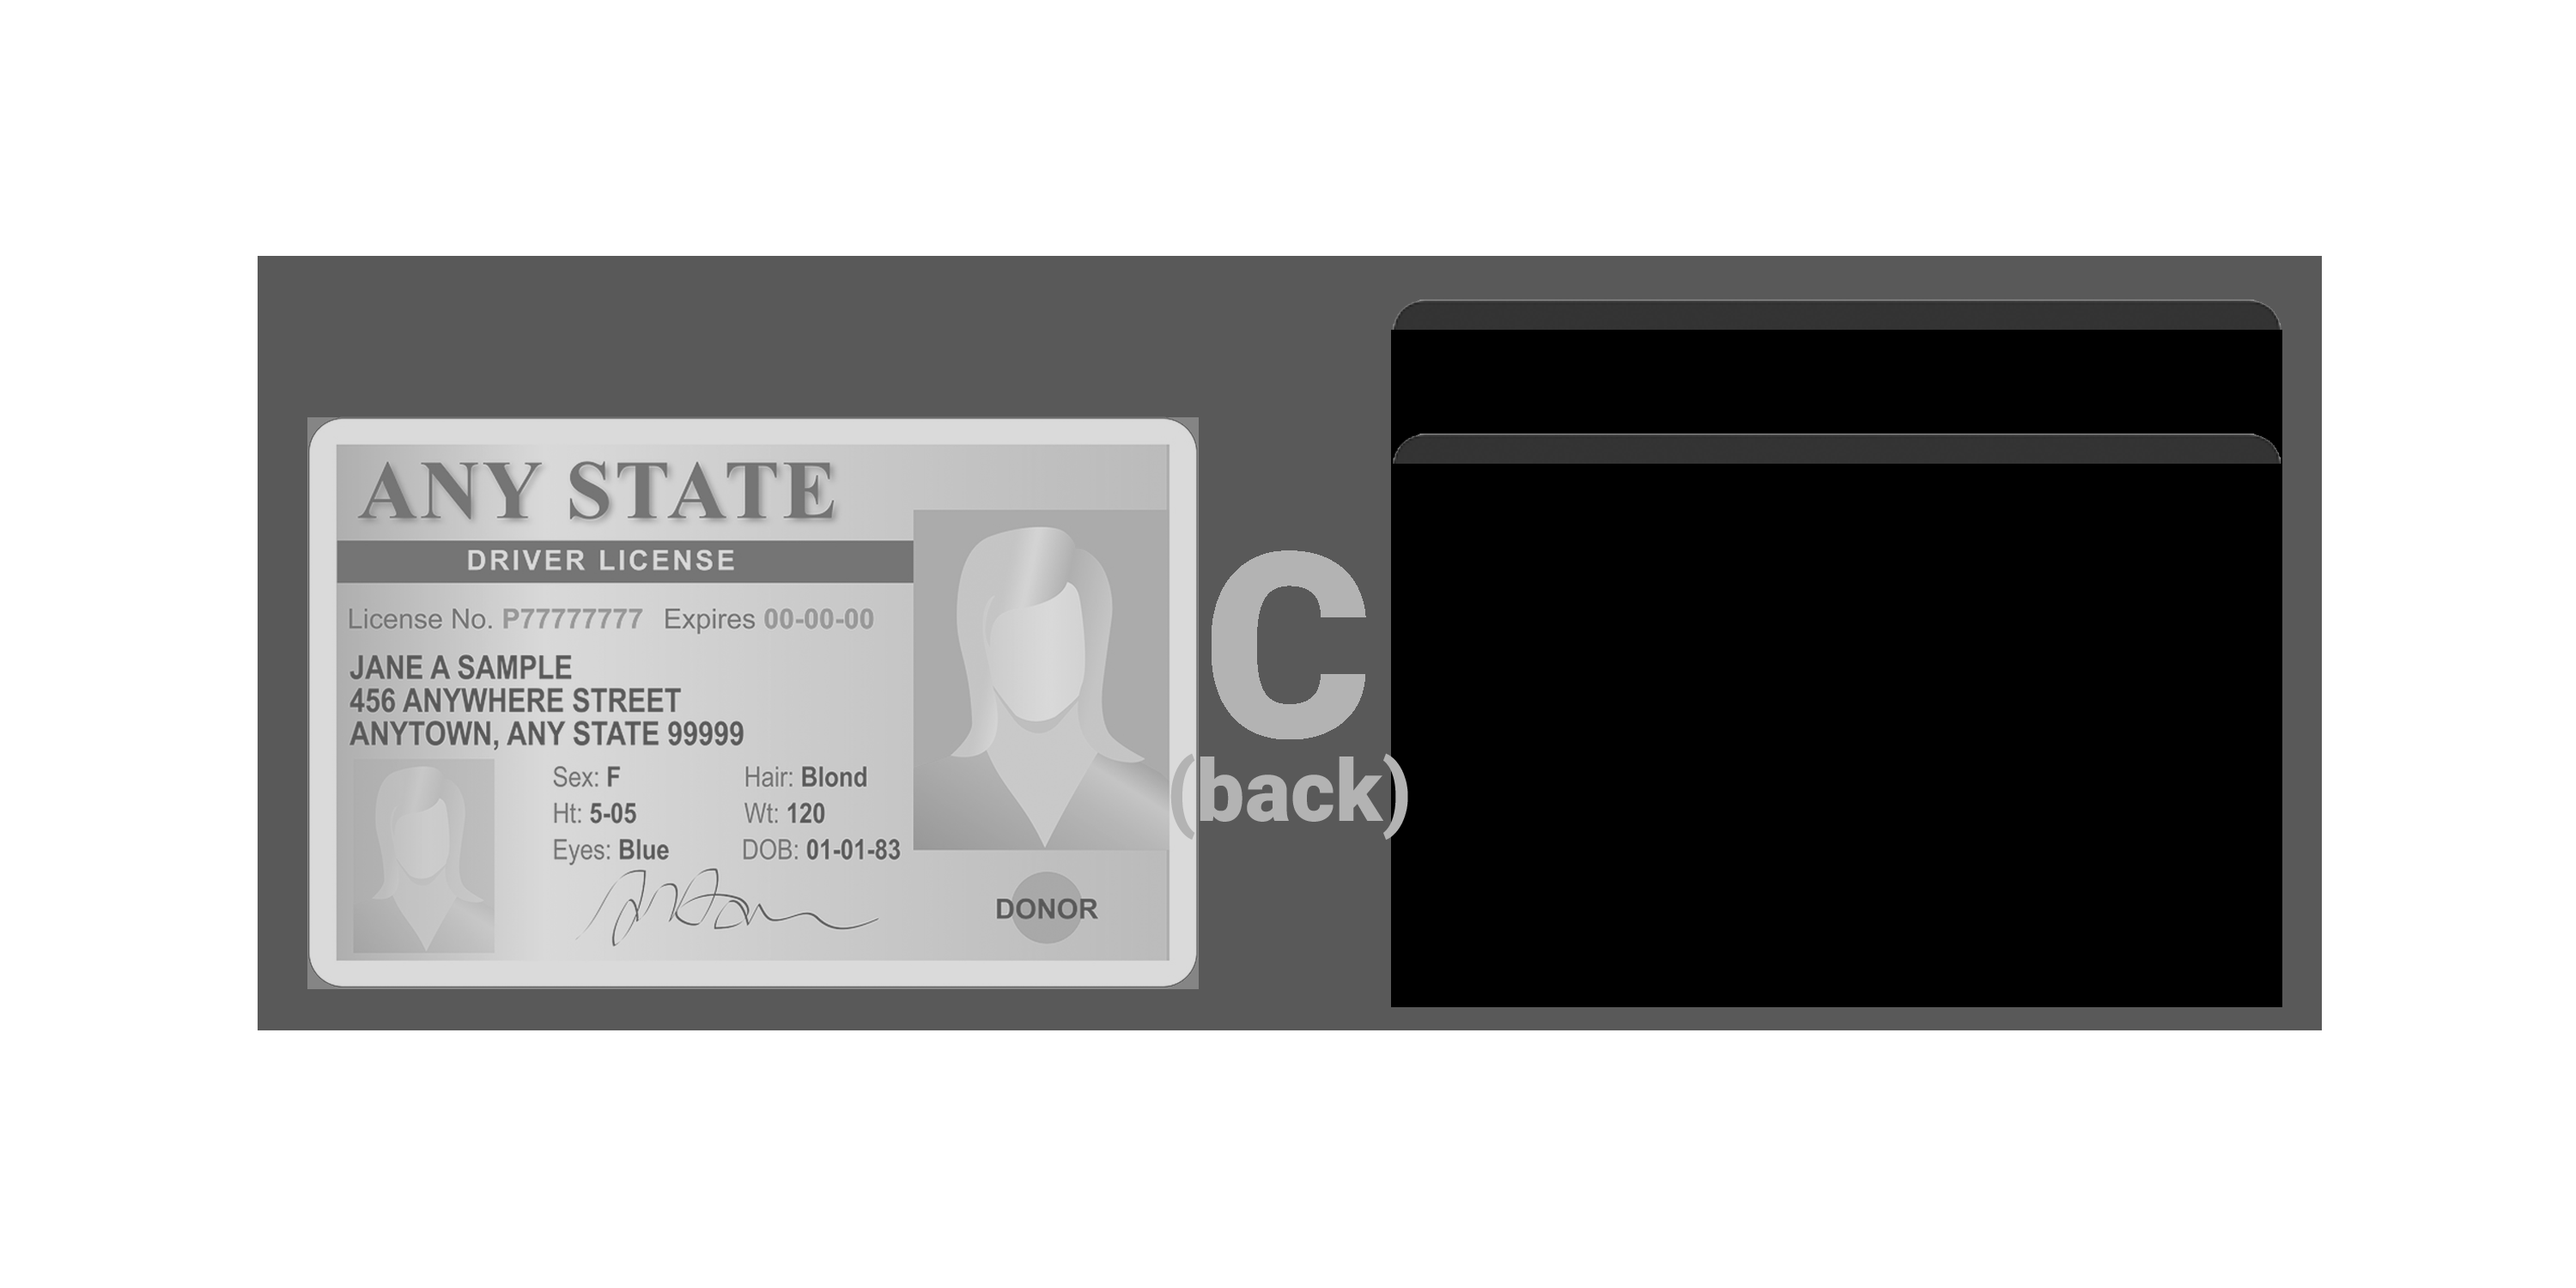 ANY STATE
DRIVER LICENSE
License No. P77777777 Expires 00-00-00
JANE A SAMPLE
456 ANYWHERE STREET
ANYTOWN, ANY STATE 99999
Sex: F Hair: Blond
Ht: 5-05 Wt: 120
Eyes: Blue DOB: 01-01-83
DONOR
C
(back)